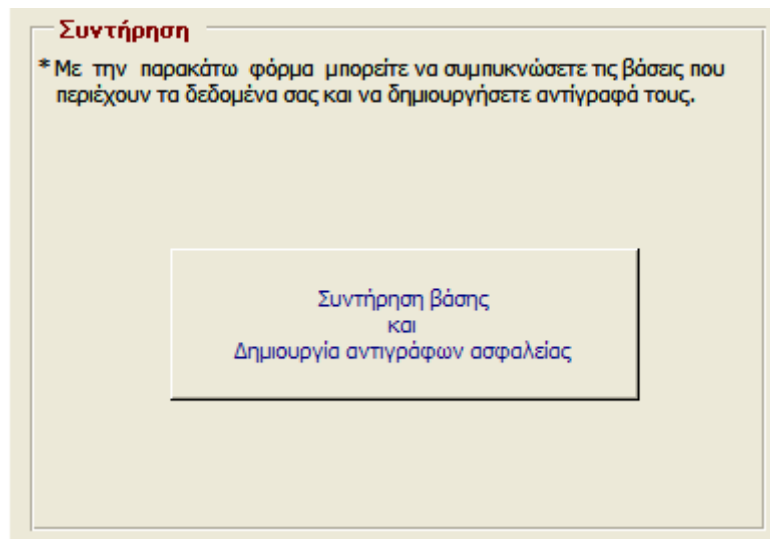 Συντήρηση
* Με την παρακάτω φόρμα μπορείτε να συμπυκνώσετε τις βάσεις που
περιέχουν τα δεδομένα σας και να δημιουργήσετε αντίγραφά τους.
Συντήρηση βάσης
και
Δημιουργία αντιγράφων ασφαλείας